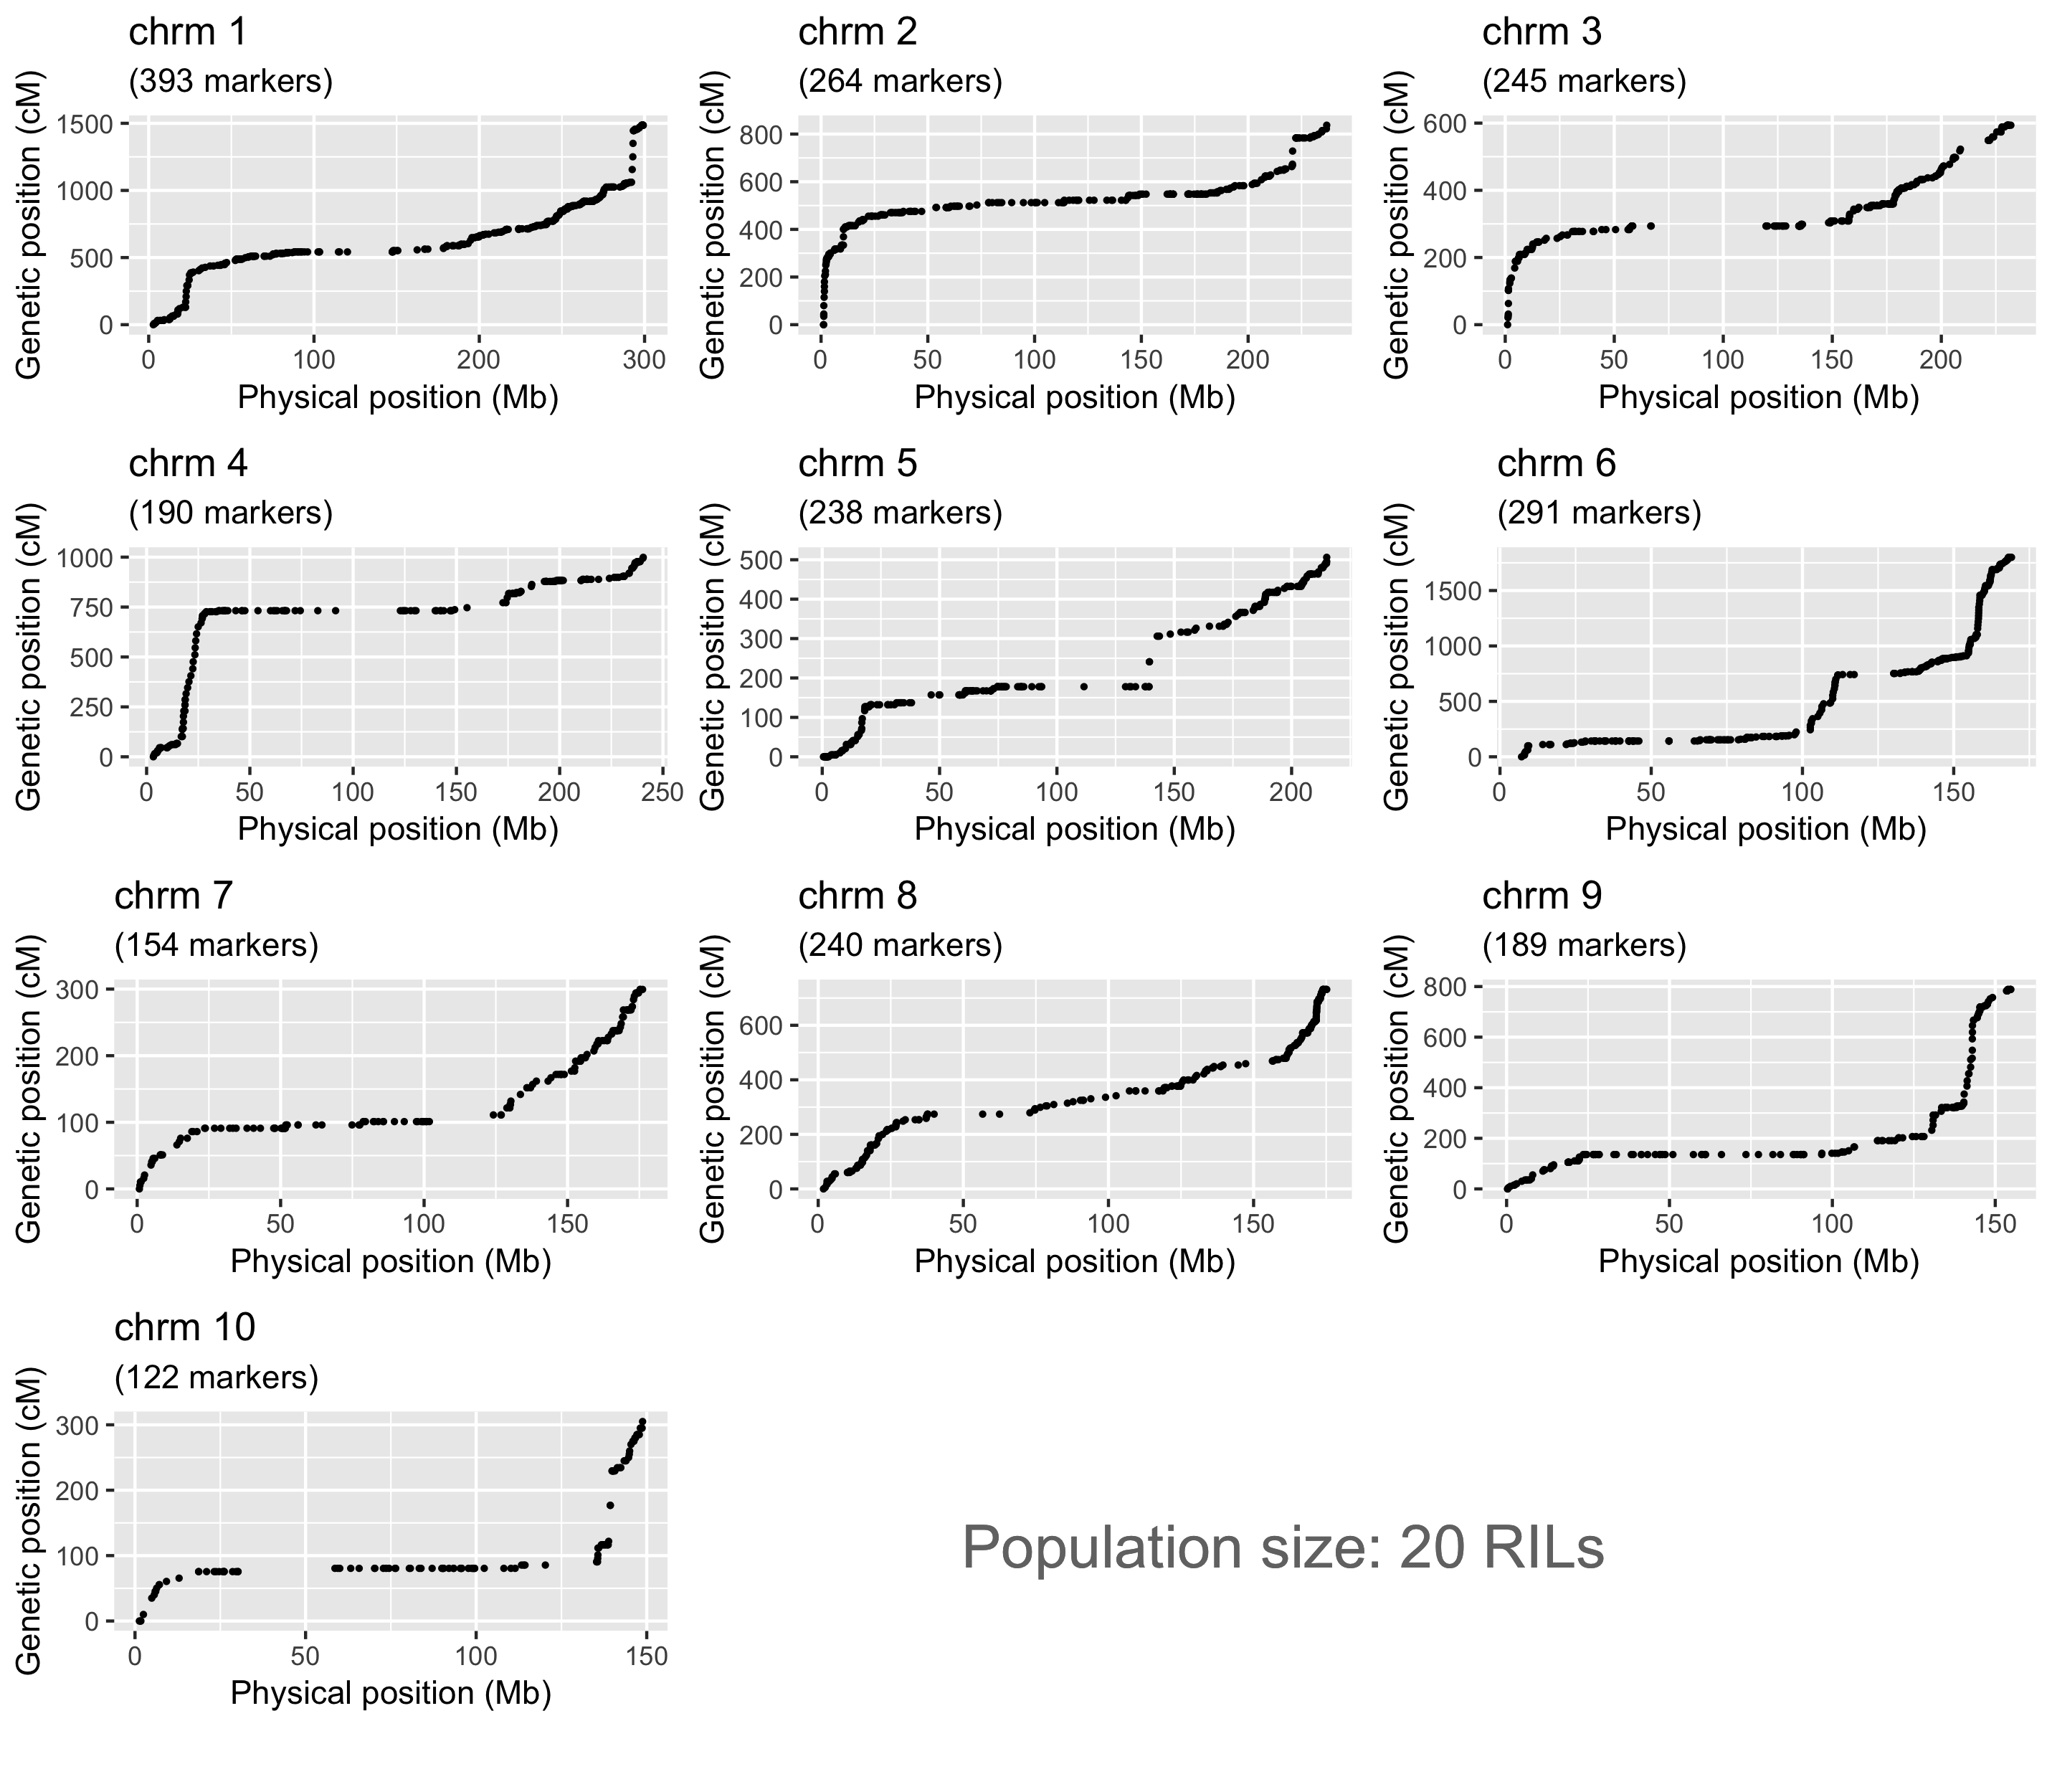 chrm 1
(393 markers)
Genetic position (cM)
1500
1000
500
0
0 100 200 300
Physical position (Mb)
chrm 2
(264 markers)
Genetic position (cM)
800
600
400
200
0
0 50 100 150 200
Physical position (Mb)
chrm 3
(245 markers)
Genetic position (cM)
600
400
200
0
0 50 100 150 200
Physical position (Mb)
chrm 4
(190 markers)
Genetic position (cM)
1000
750
500
250
0
0 50 100 150 200 250
Physical position (Mb)
chrm 5
(238 markers)
Genetic position (cM)
500
400
300
200
100
0
0 50 100 150 200
Physical position (Mb)
chrm 6
(291 markers)
Genetic position (cM)
1500
1000
500
0
0 50 100 150
Physical position (Mb)
chrm 7
(154 markers)
Genetic position (cM)
300
200
100
0
0 50 100 150
Physical position (Mb)
chrm 8
(240 markers)
Genetic position (cM)
600
400
200
0
0 50 100 150
Physical position (Mb)
chrm 9
(189 markers)
Genetic position (cM)
800
600
400
200
0
0 50 100 150
Physical position (Mb)
chrm 10
(122 markers)
Genetic position (cM)
300
200
100
0
0 50 100 150
Physical position (Mb)
Population size: 20 RILs